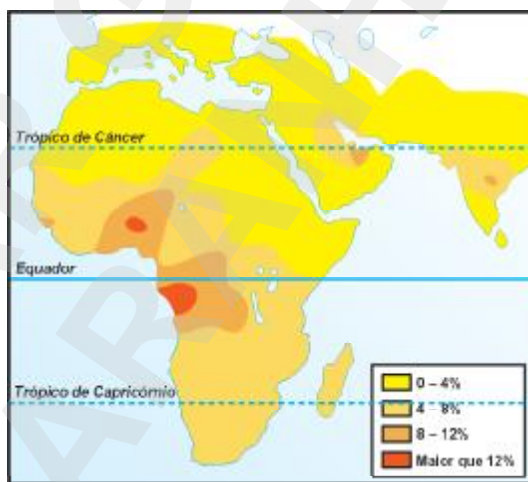 Trópico de Câncer
Equador
Trópico de Capricórnio
0 – 4%
4 – 8%
8 – 12%
Maior que 12%